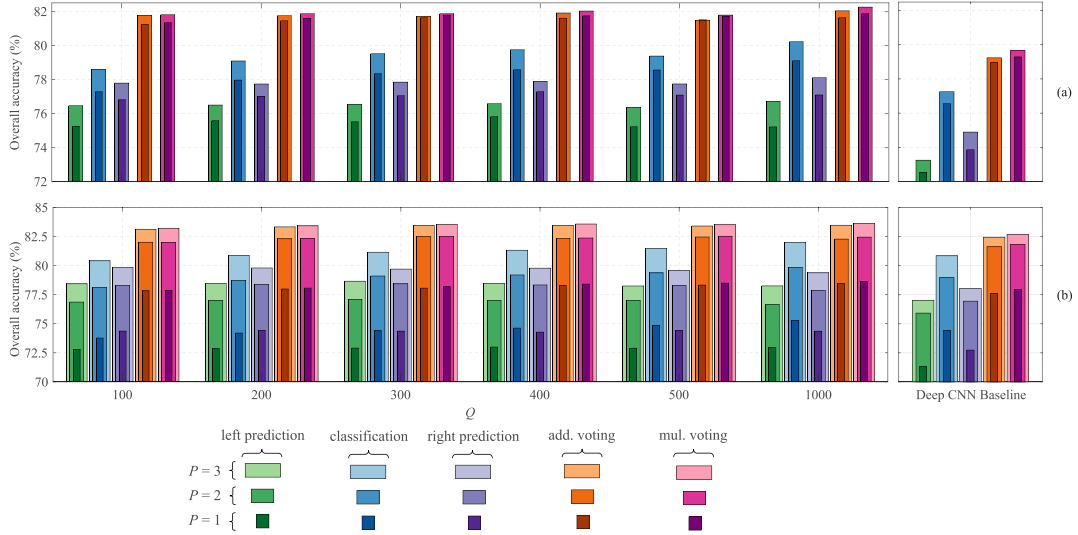 Overall accuracy (%)
82
80
78
76
74
72
(a)
Overall accuracy (%)
85
82.5
80
77.5
75
72.5
70
(b)
100 200 300 400 500 1000 Deep CNN Baseline
Q
left prediction classification right prediction add. voting mul. voting
P = 3
P = 2
P = 1